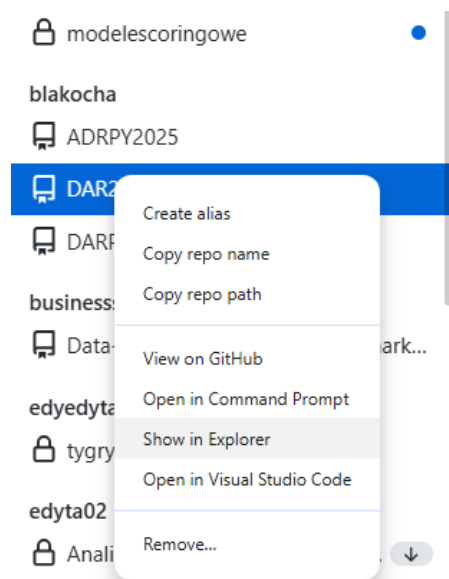 modelescoringowe
blakocha
ADRPY2025
DAR2
Create alias
DARP
Copy repo name
Copy repo path
business
Data- ark...
View on GitHub
edyedyta
Open in Command Prompt
Show in Explorer
tygry
Open in Visual Studio Code
edyta02
Remove...
Anali